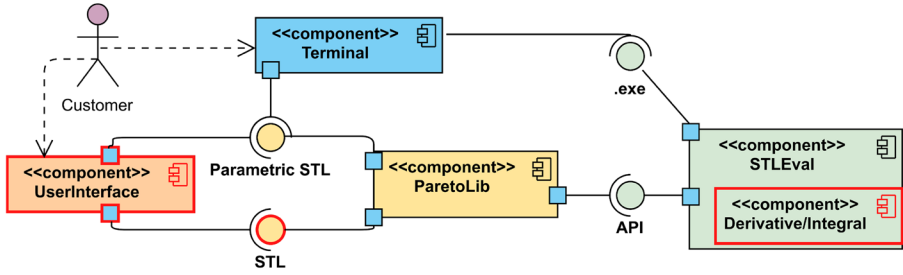 <<component>>
Terminal
.exe
Customer
<<component>>
UserInterface
Parametric STL
<<component>>
ParetoLib
<<component>>
STLEval
<<component>>
Derivative/Integral
API
STL